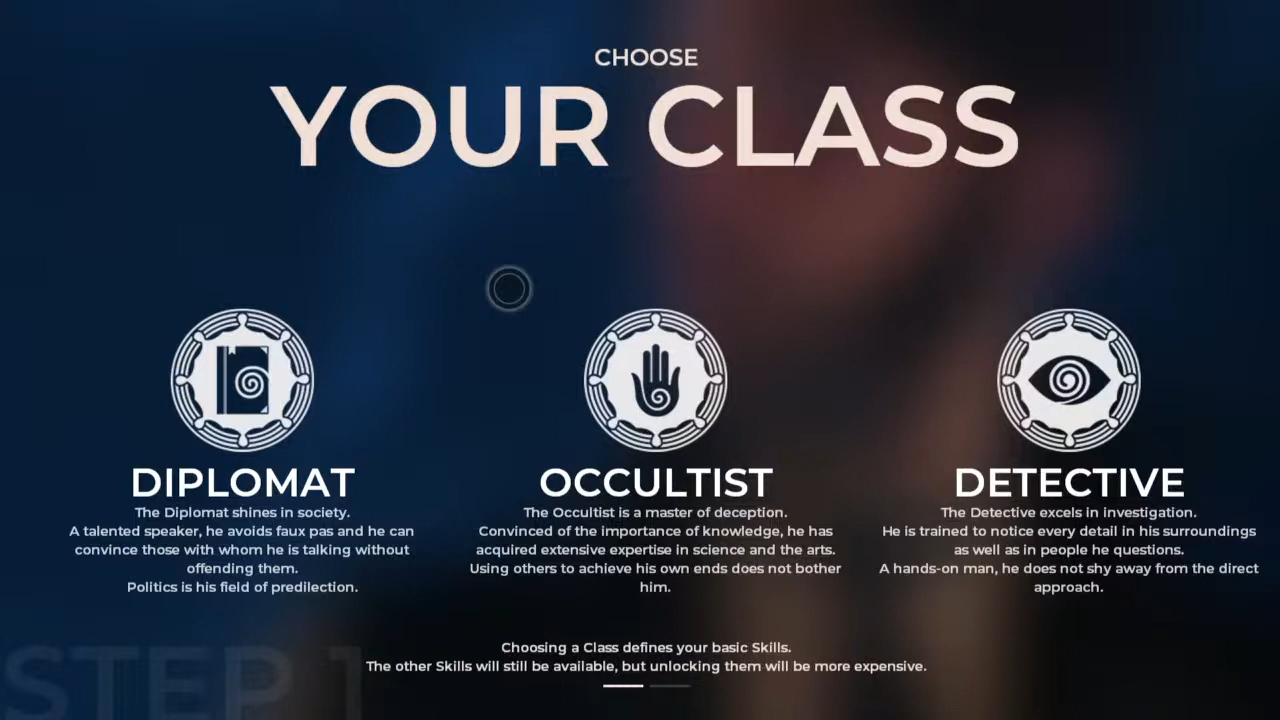 CHOOSE
YOUR CLASS
DIPLOMAT
The Diplomat shines in society.
A talented speaker, he avoids faux pas and he can
convince those with whom he is talking without
offending them.
Politics is his field of predilection.
OCCULTIST
The Occultist is a master of deception.
Convinced of the importance of knowledge, he has
acquired extensive expertise in science and the arts.
Using others to achieve his own ends does not bother
him.
DETECTIVE
The Detective excels in investigation.
He is trained to notice every detail in his surroundings
as well as in people he questions.
A hands-on man, he does not shy away from the direct
approach.
Choosing a Class defines your basic Skills.
The other Skills will still be available, but unlocking them will be more expensive.
STEP 1